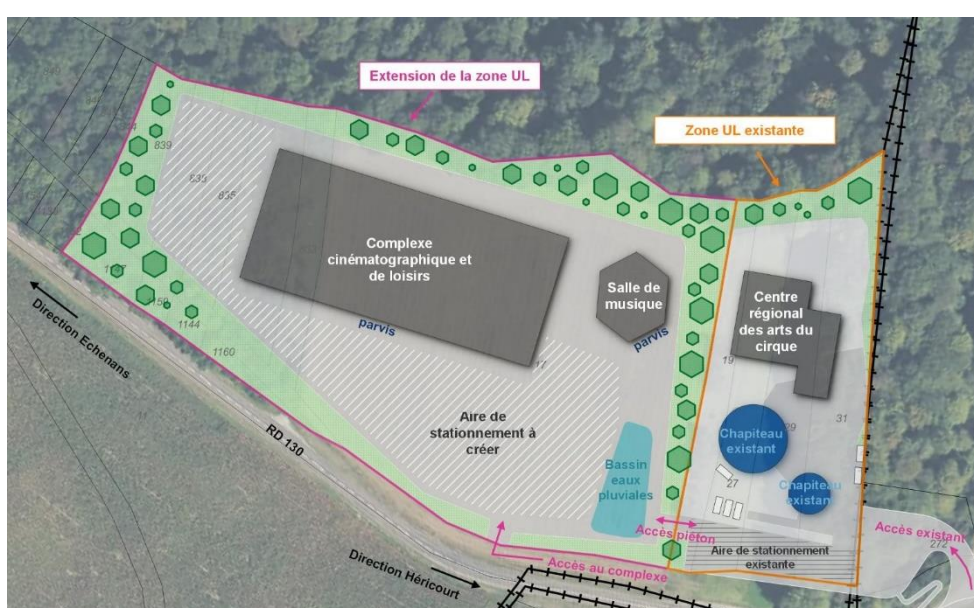 Extension de la zone UL
Zone UL existante
839
639
635
Complexe
cinématographique et
de loisirs
Salle de
musique
Centre
régional
des arts du
cirque
parvis
parvis
17
19
31
29
1144
1160
Direction Echenans
RD 130
Aire de
stationnement à
créer
Bassin
eaux
pluviales
Chapiteau
existant
Chapiteau
existant
27
Accès piéton
Aire de stationnement
existante
Accès existant
272
Accès au complexe
Direction Héricourt